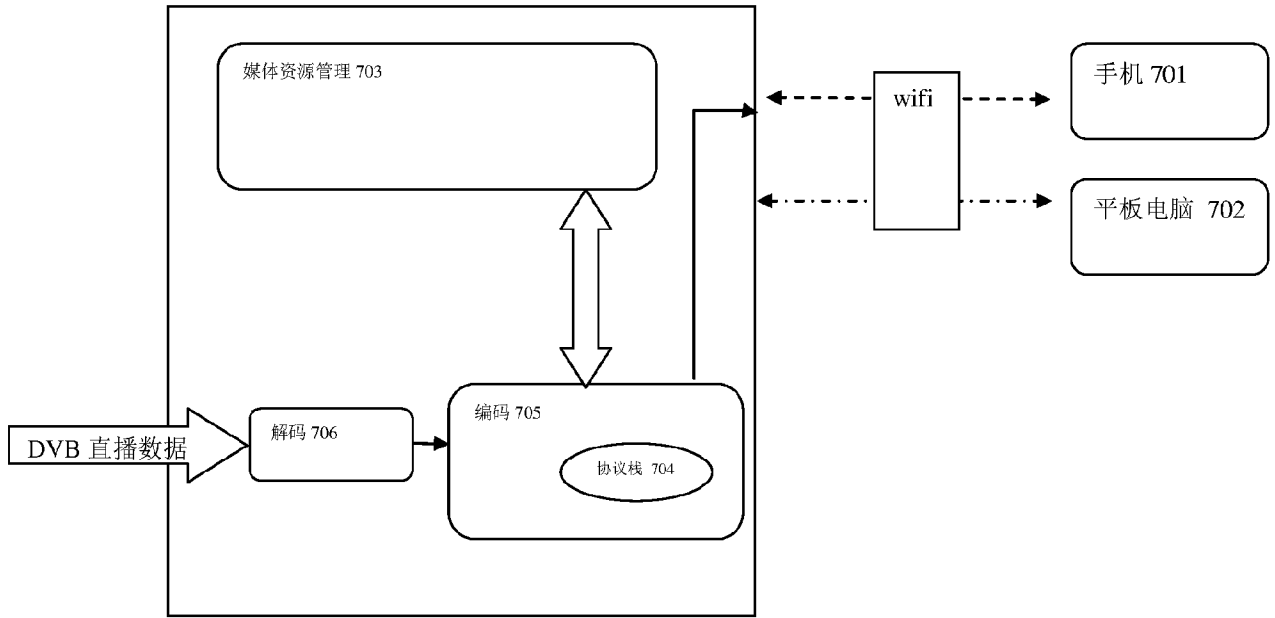 媒体资源管理 703
wifi
手机 701
平板电脑 702
编码 705
解码 706
DVB 直播数据
协议栈 704